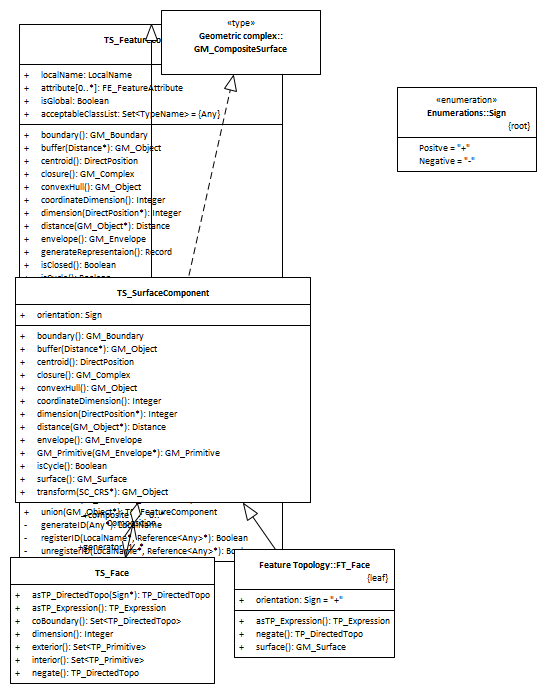 «type»
Geometric complex::
GM_CompositeSurface
+ localName: LocalName
+ attribute[0..*]: FE_FeatureAttribute
+ isGlobal: Boolean
+ acceptableClassList: Set<TypeName> = {Any}
+ boundary(): GM_Boundary
+ buffer(Distance*): GM_Object
+ centroid(): DirectPosition
+ closure(): GM_Complex
+ convexHull(): GM_Object
+ coordinateDimension(): Integer
+ dimension(DirectPosition*): Integer
+ distance(GM_Object*): Distance
+ envelope(): GM_Envelope
+ generateRepresentaion(): Record
+ isClosed(): Boolean
«enumeration»
Enumerations::Sign
{root}
Positve = "+"
Negative = "-"
TS_SurfaceComponent
+ orientation: Sign
+ boundary(): GM_Boundary
+ buffer(Distance*): GM_Object
+ centroid(): DirectPosition
+ closure(): GM_Complex
+ convexHull(): GM_Object
+ coordinateDimension(): Integer
+ dimension(DirectPosition*): Integer
+ distance(GM_Object*): Distance
+ envelope(): GM_Envelope
+ GM_Primitive(GM_Envelope*): GM_Primitive
+ isCycle(): Boolean
+ surface(): GM_Surface
+ transform(SC_CRS*): GM_Object
+ union(GM_Object*): TS_FeatureComponent
- generateID(Any*): LocalName
- registerID(LocalName*, Reference<Any>*): Boolean
- unregisterID(LocalName*, Reference<Any>*):
+composite 0..*
Composition
+generator
TS_Face
+ asTP_DirectedTopo(Sign*): TP_DirectedTopo
+ asTP_Expression(): TP_Expression
+ coBoundary(): Set<TP_DirectedTopo>
+ dimension(): Integer
+ exterior(): Set<TP_Primitive>
+ interior(): Set<TP_Primitive>
+ negate(): TP_DirectedTopo
Feature Topology::FT_Face
{leaf}
+ orientation: Sign = "+"
+ asTP_Expression(): TP_Expression
+ negate(): TP_DirectedTopo
+ surface(): GM_Surface